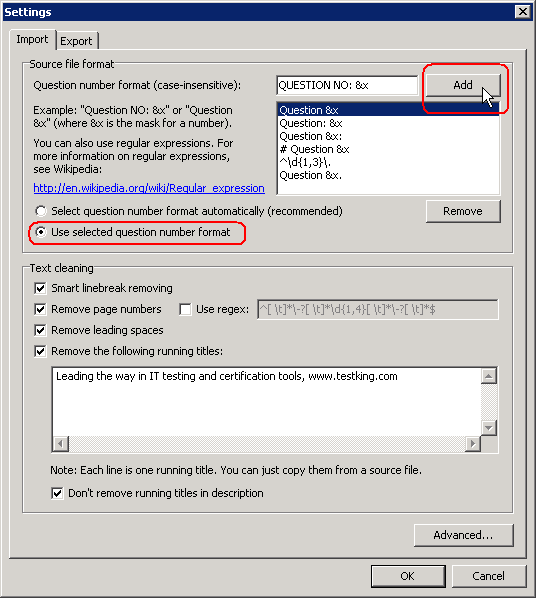 Settings
Import
Export
Source file format
Question number format (case-insensitive):
QUESTION NO: &x
Add
Example: "Question NO: &x" or "Question
&x" (where &x is the mask for a number).
You can also use regular expressions. For
more information on regular expressions,
see Wikipedia:
http://en.wikipedia.org/wiki/Regular_expression
Question &x
Question: &x
Question &x:
# Question &x
^\d{1,3}\.
Question &x.
Select question number format automatically (recommended)
Remove
Use selected question number format
Text cleaning
Smart linebreak removing
Remove page numbers
Use regex:
^[ \t]*\-?[ \t]*\d{1,4}[ \t]*\-?[ \t]*$
Remove leading spaces
Remove the following running titles:
Leading the way in IT testing and certification tools, www.testking.com
Note: Each line is one running title. You can just copy them from a source file.
Don't remove running titles in description
Advanced...
OK
Cancel